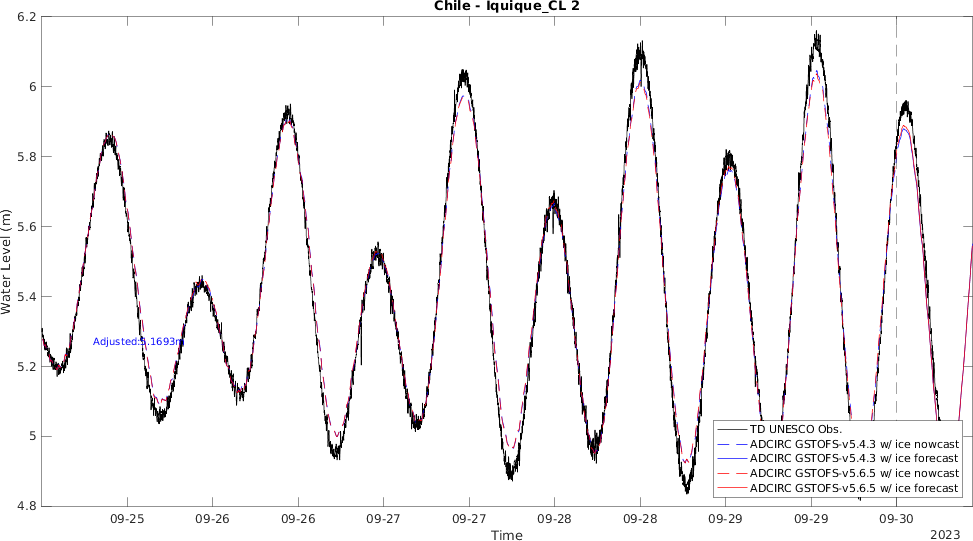 Chile - Iquique_CL 2
6.2
6
5.8
5.6
5.4
5.2
5
4.8
Water Level (m)
TD UNESCO Obs.
ADCIRC GSTOFS-v5.4.3 w/ ice nowcast
ADCIRC GSTOFS-v5.4.3 w/ ice forecast
ADCIRC GSTOFS-v5.6.5 w/ ice nowcast
ADCIRC GSTOFS-v5.6.5 w/ ice forecast
09-25 09-26 09-26 09-27 09-27 09-28 09-28 09-29 09-29 09-30
Time
2023